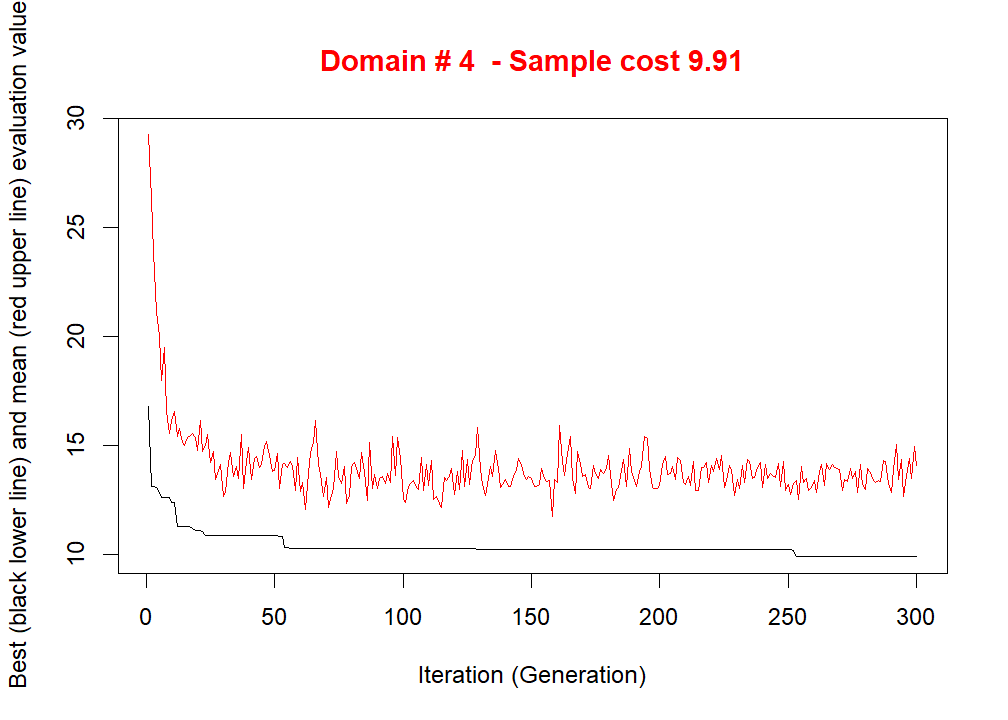 Domain # 4  - Sample cost 9.91
Best (black lower line) and mean (red upper line) evaluation value
30
25
20
15
10
0 50 100 150 200 250 300
Iteration (Generation)